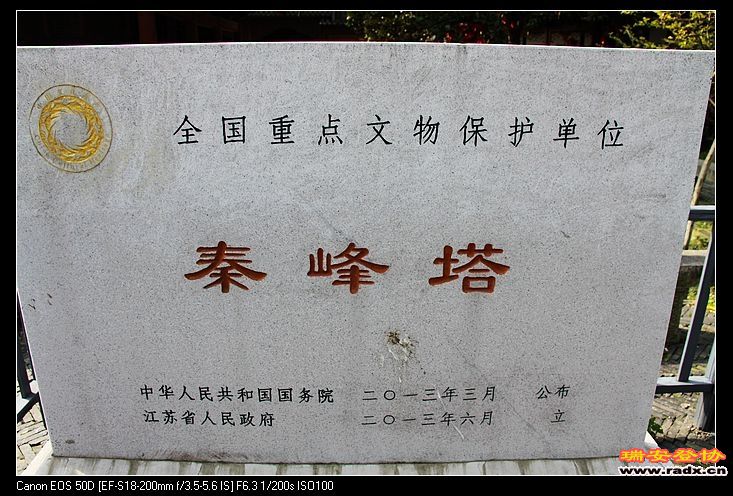 全国重点文物保护单位
秦峰塔
中华人民共和国国务院 二〇一三年三月 公布
江苏省人民政府 二〇一三年六月 立
瑞安登协
www.radx.cn
Canon EOS 50D [EF-S18-200mm f/3.5-5.6 IS] F6.3 1/200s ISO100